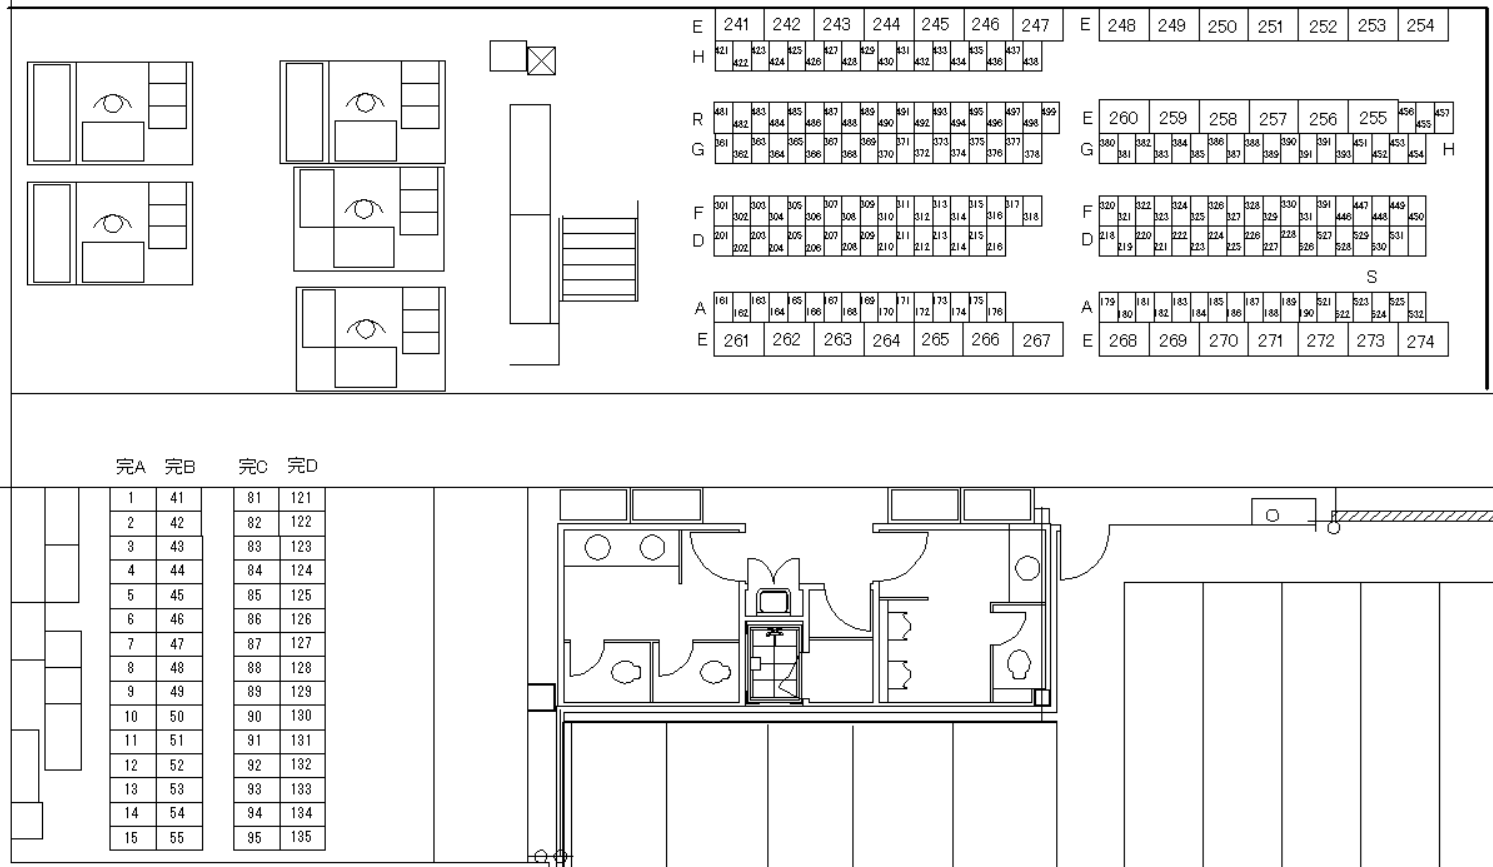 E 241 242 243 244 245 246 247 E 248 249 250 251 252 253 254
H 421 422 423 424 425 426 427 428 429 430 431 432 433 434 435 436 437 438
R 481 482 483 484 485 486 487 488 489 490 491 492 493 494 495 496 497 498 499 E 260 259 258 257 256 255 456 455 457
G 361 362 363 364 365 366 367 368 369 370 371 372 373 374 375 376 377 378 G 380 381 382 383 384 385 386 387 388 389 390 391 391 393 451 452 453 454 H
F 301 302 303 304 305 306 307 308 309 310 311 312 313 314 315 316 317 318 F 320 321 322 323 324 325 326 327 328 329 330 331 391 446 447 448 449 450
D 201 202 203 204 205 206 207 208 209 210 211 212 213 214 215 216 D 218 219 220 221 222 223 224 225 226 227 228 526 527 528 529 530 531
S
A 161 162 163 164 165 166 167 168 169 170 171 172 173 174 175 176 A 179 180 181 182 183 184 185 186 187 188 189 190 521 522 523 524 525 532
E 261 262 263 264 265 266 267 E 268 269 270 271 272 273 274
完A 完B 完C 完D
1 41 81 121
2 42 82 122
3 43 83 123
4 44 84 124
5 45 85 125
6 46 86 126
7 47 87 127
8 48 88 128
9 49 89 129
10 50 90 130
11 51 91 131
12 52 92 132
13 53 93 133
14 54 94 134
15 55 95 135